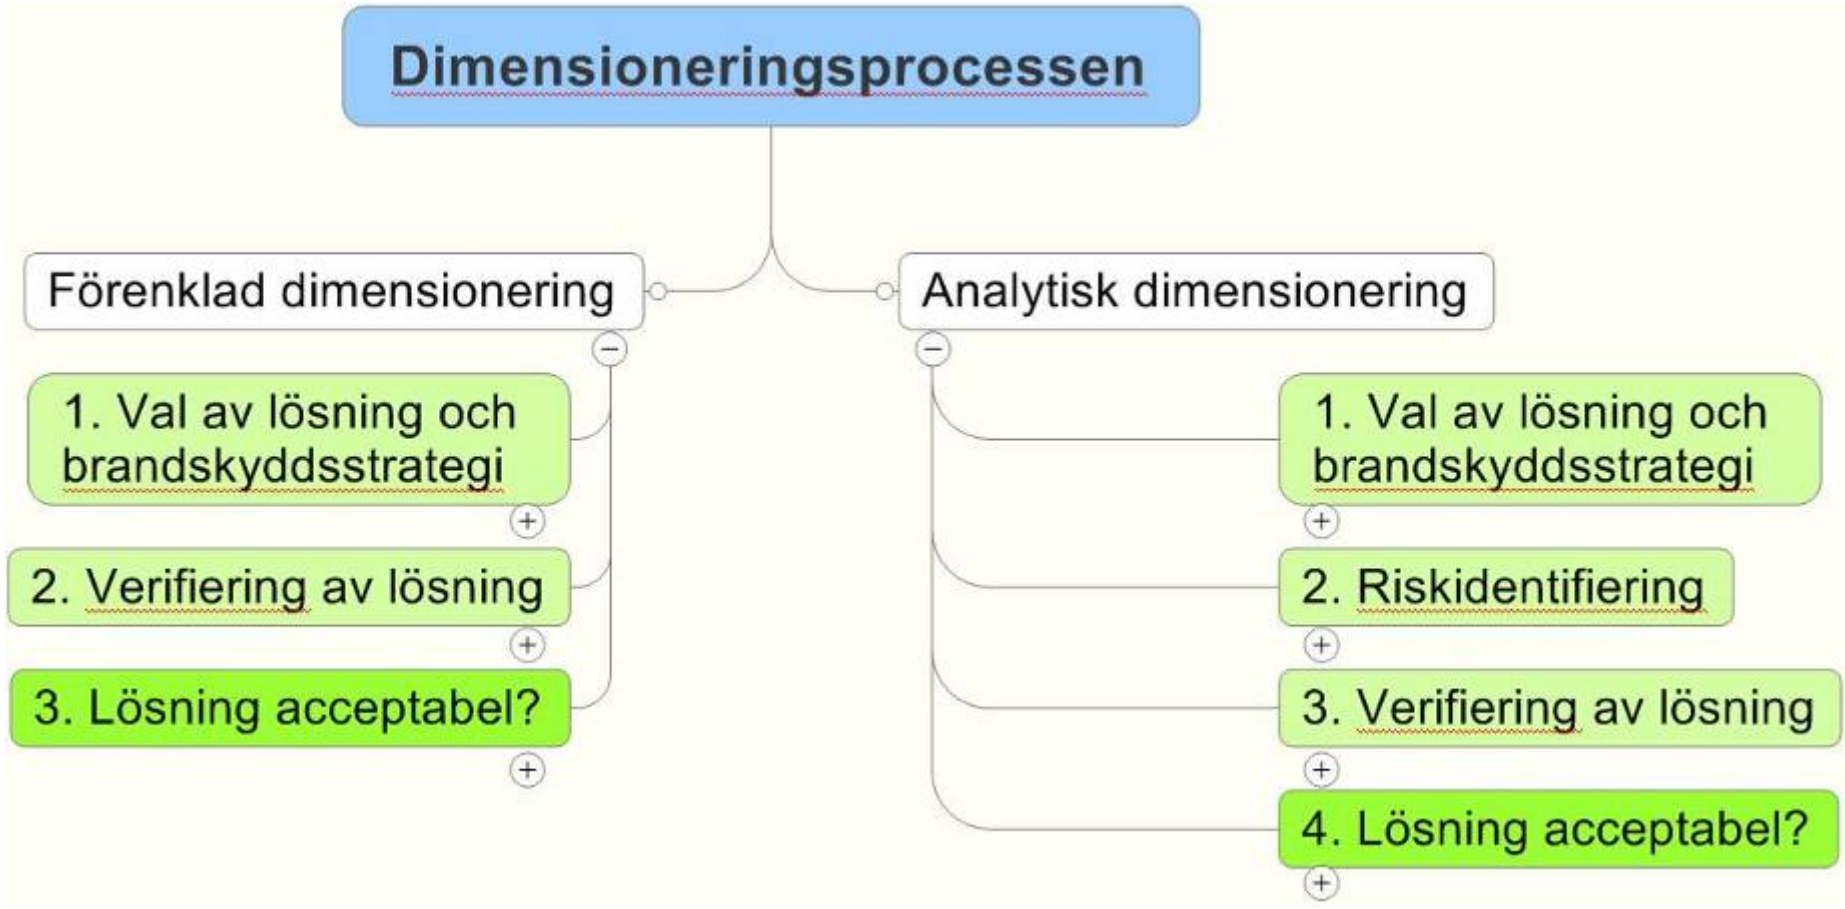 Dimensioneringsprocessen
Förenklad dimensionering
1. Val av lösning och
brandskyddsstrategi
2. Verifiering av lösning
3. Lösning acceptabel?
Analytisk dimensionering
1. Val av lösning och
brandskyddsstrategi
2. Riskidentifiering
3. Verifiering av lösning
4. Lösning acceptabel?